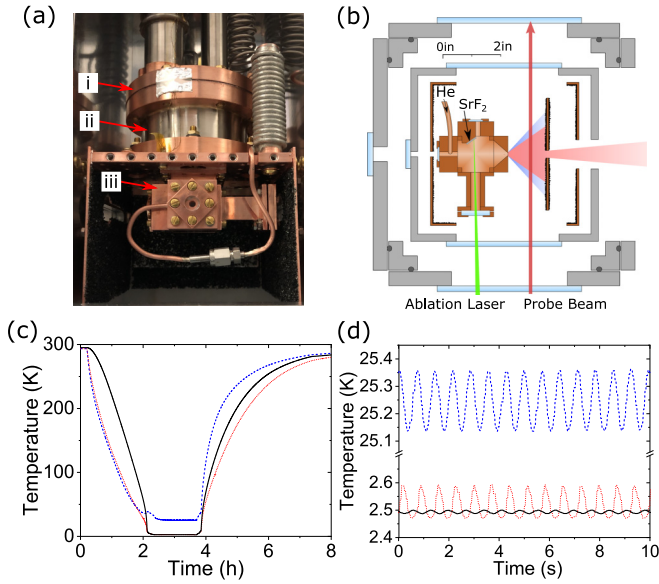 (a)
i
ii
iii
(b)
0in 2in
He
SrF2
Ablation Laser Probe Beam
(c)
300
200
100
0
Temperature (K)
0 2 4 6 8
Time (h)
(d)
25.4
25.3
25.2
25.1
2.6
2.5
2.4
Temperature (K)
0 2 4 6 8 10
Time (s)